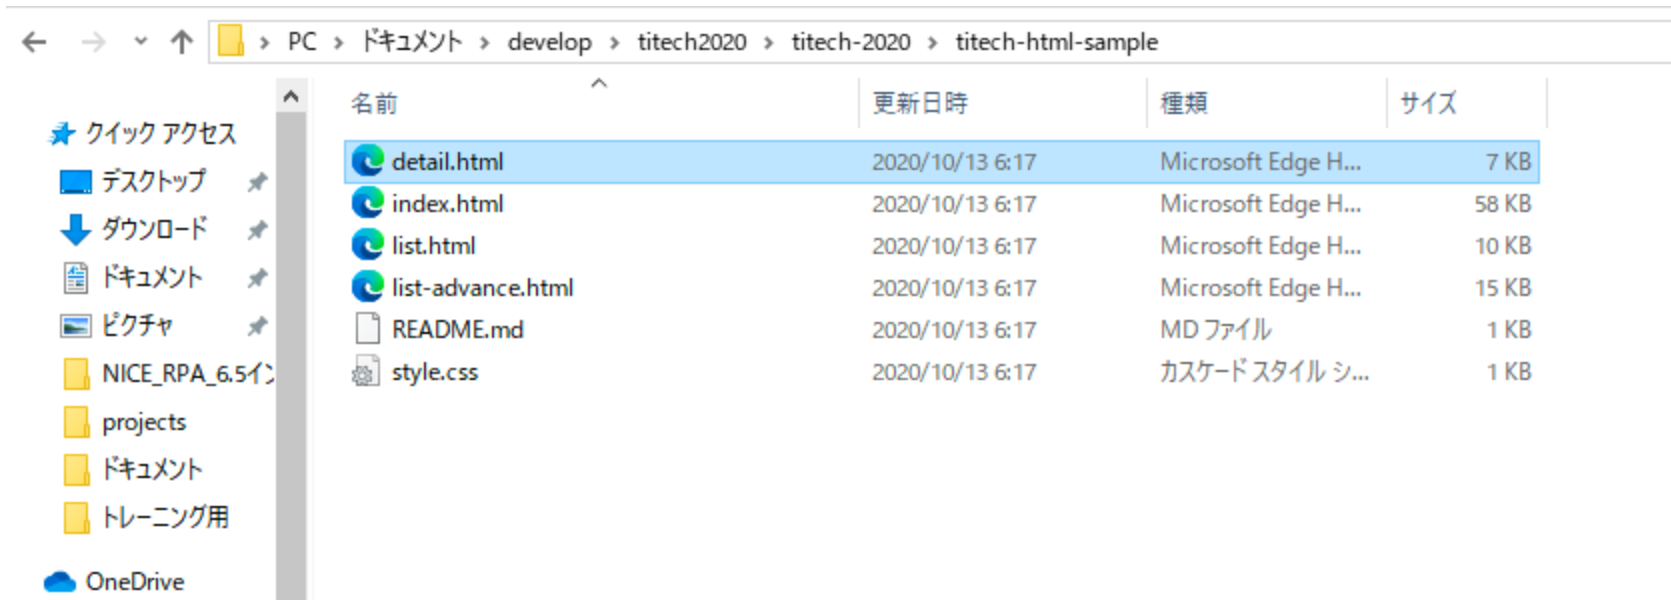 PC > ドキュメント > develop > titech2020 > titech-2020 > titech-html-sample
クイック アクセス
デスクトップ
ダウンロード
ドキュメント
ピクチャ
NICE_RPA_6.5イン
projects
ドキュメント
トレーニング用
OneDrive
名前 更新日時 種類 サイズ
detail.html 2020/10/13 6:17 Microsoft Edge H... 7 KB
index.html 2020/10/13 6:17 Microsoft Edge H... 58 KB
list.html 2020/10/13 6:17 Microsoft Edge H... 10 KB
list-advance.html 2020/10/13 6:17 Microsoft Edge H... 15 KB
README.md 2020/10/13 6:17 MD ファイル 1 KB
style.css 2020/10/13 6:17 カスケード スタイル シ... 1 KB